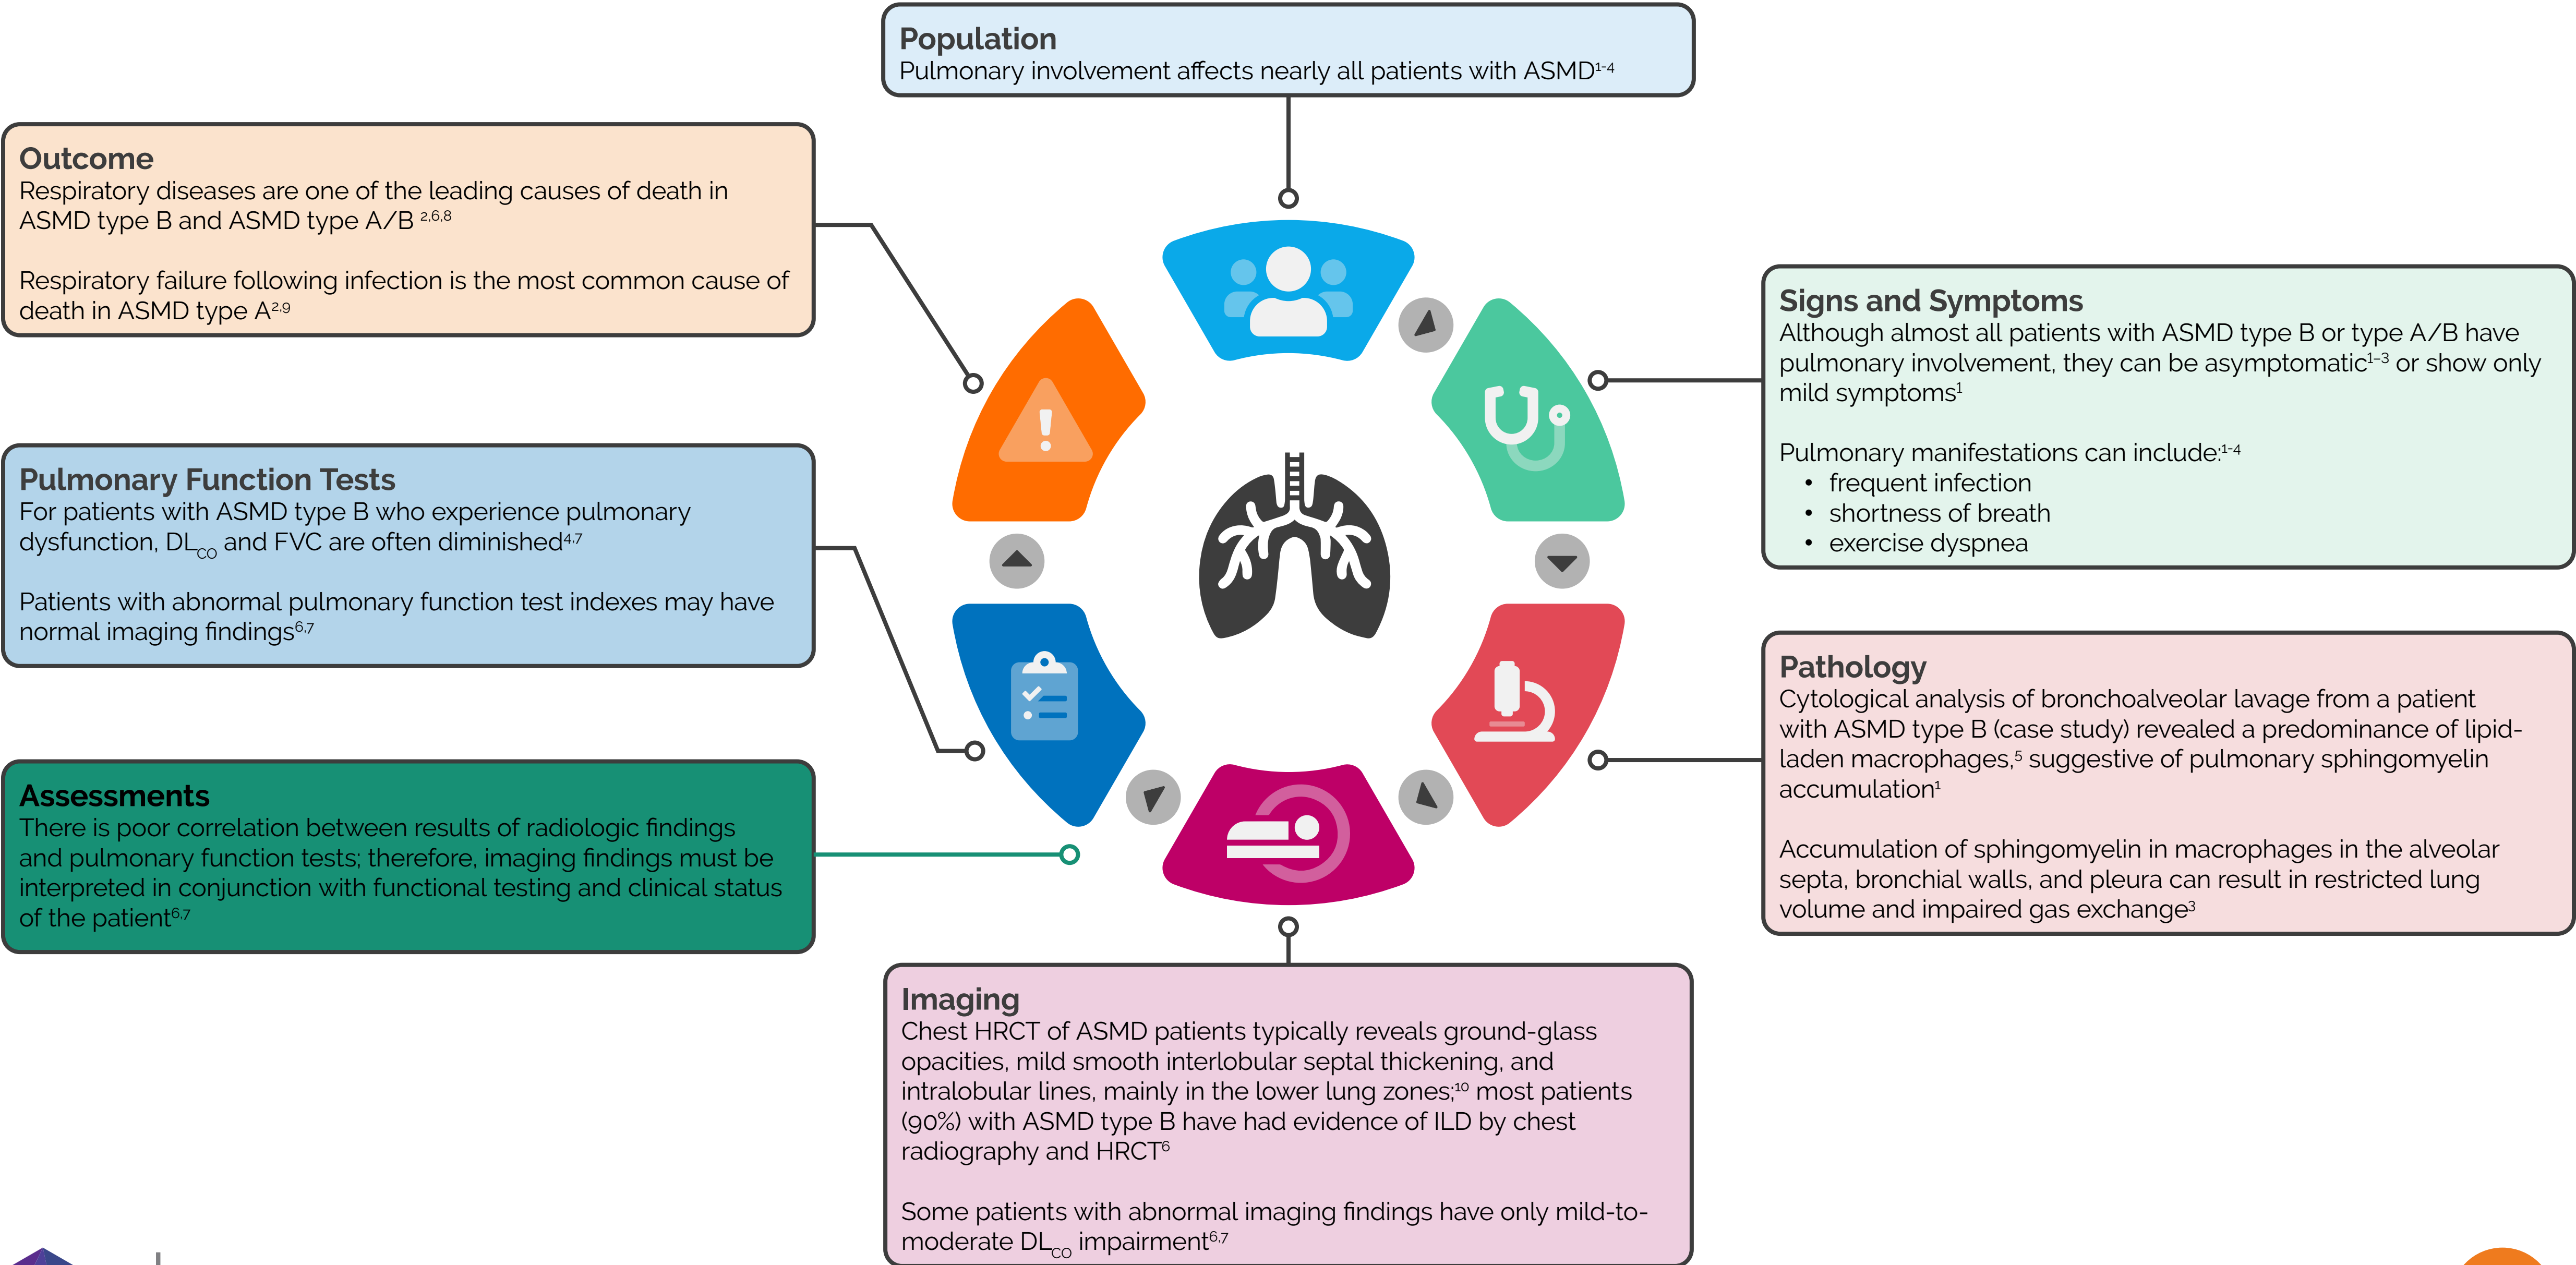 Population
Pulmonary involvement affects nearly all patients with ASMD¹⁻⁴
Outcome
Respiratory diseases are one of the leading causes of death in
ASMD type B and ASMD type A/B ²,⁶,⁸
Respiratory failure following infection is the most common cause of
death in ASMD type A²,⁹
Signs and Symptoms
Although almost all patients with ASMD type B or type A/B have
pulmonary involvement, they can be asymptomatic¹⁻³ or show only
mild symptoms¹
Pulmonary manifestations can include:¹⁻⁴
• frequent infection
• shortness of breath
• exercise dyspnea
Pulmonary Function Tests
For patients with ASMD type B who experience pulmonary
dysfunction, DLCO and FVC are often diminished⁴,⁷
Patients with abnormal pulmonary function test indexes may have
normal imaging findings⁶,⁷
Pathology
Cytological analysis of bronchoalveolar lavage from a patient
with ASMD type B (case study) revealed a predominance of lipid-
laden macrophages,⁵ suggestive of pulmonary sphingomyelin
accumulation¹
Accumulation of sphingomyelin in macrophages in the alveolar
septa, bronchial walls, and pleura can result in restricted lung
volume and impaired gas exchange³
Assessments
There is poor correlation between results of radiologic findings
and pulmonary function tests; therefore, imaging findings must be
interpreted in conjunction with functional testing and clinical status
of the patient⁶,⁷
Imaging
Chest HRCT of ASMD patients typically reveals ground-glass
opacities, mild smooth interlobular septal thickening, and
intralobular lines, mainly in the lower lung zones;¹⁰ most patients
(90%) with ASMD type B have had evidence of ILD by chest
radiography and HRCT⁶
Some patients with abnormal imaging findings have only mild-to-
moderate DLCO impairment⁶,⁷